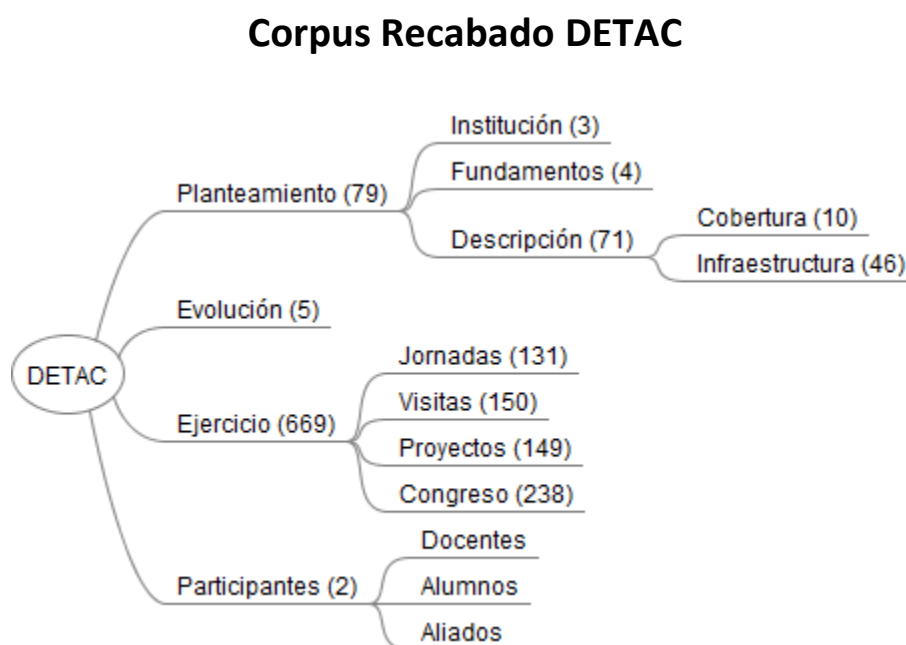 Corpus Recabado DETAC
DETAC
Planteamiento (79)
Institución (3)
Fundamentos (4)
Descripción (71)
Cobertura (10)
Infraestructura (46)
Evolución (5)
Ejercicio (669)
Jornadas (131)
Visitas (150)
Proyectos (149)
Congreso (238)
Participantes (2)
Docentes
Alumnos
Aliados